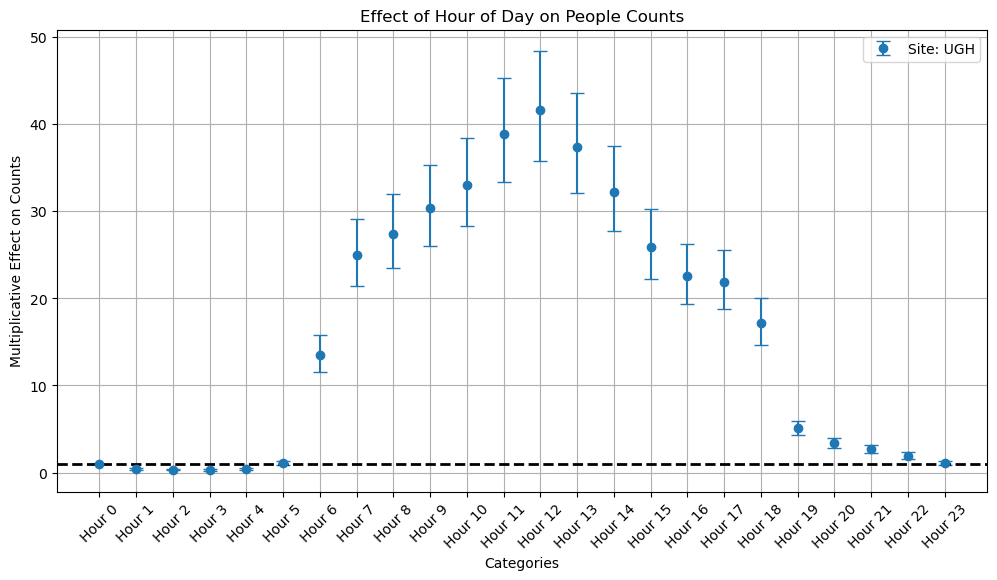 Effect of Hour of Day on People Counts
Site: UGH
Multiplicative Effect on Counts
50
40
30
20
10
0
Hour 0
Hour 1
Hour 2
Hour 3
Hour 4
Hour 5
Hour 6
Hour 7
Hour 8
Hour 9
Hour 10
Hour 11
Hour 12
Hour 13
Hour 14
Hour 15
Hour 16
Hour 17
Hour 18
Hour 19
Hour 20
Hour 21
Hour 22
Hour 23
Categories